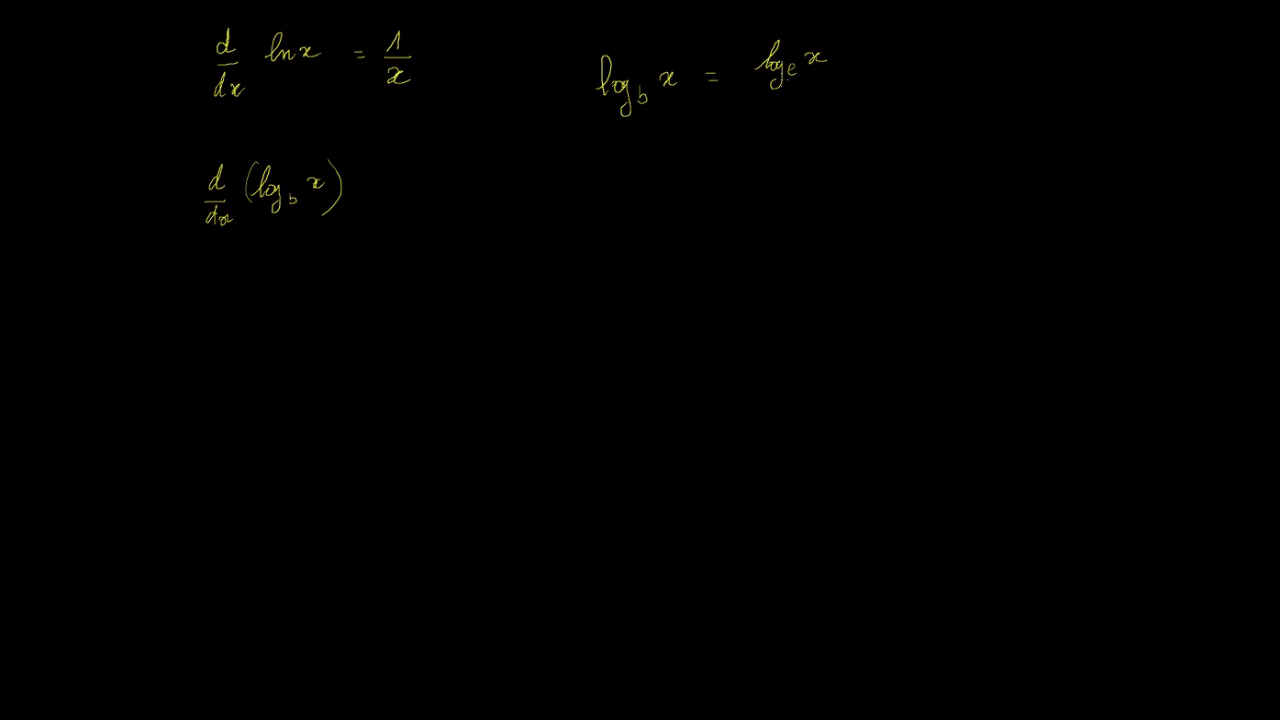 d/dx ln x = 1/x
log_b x = log_e x
d/dx (log_b x)